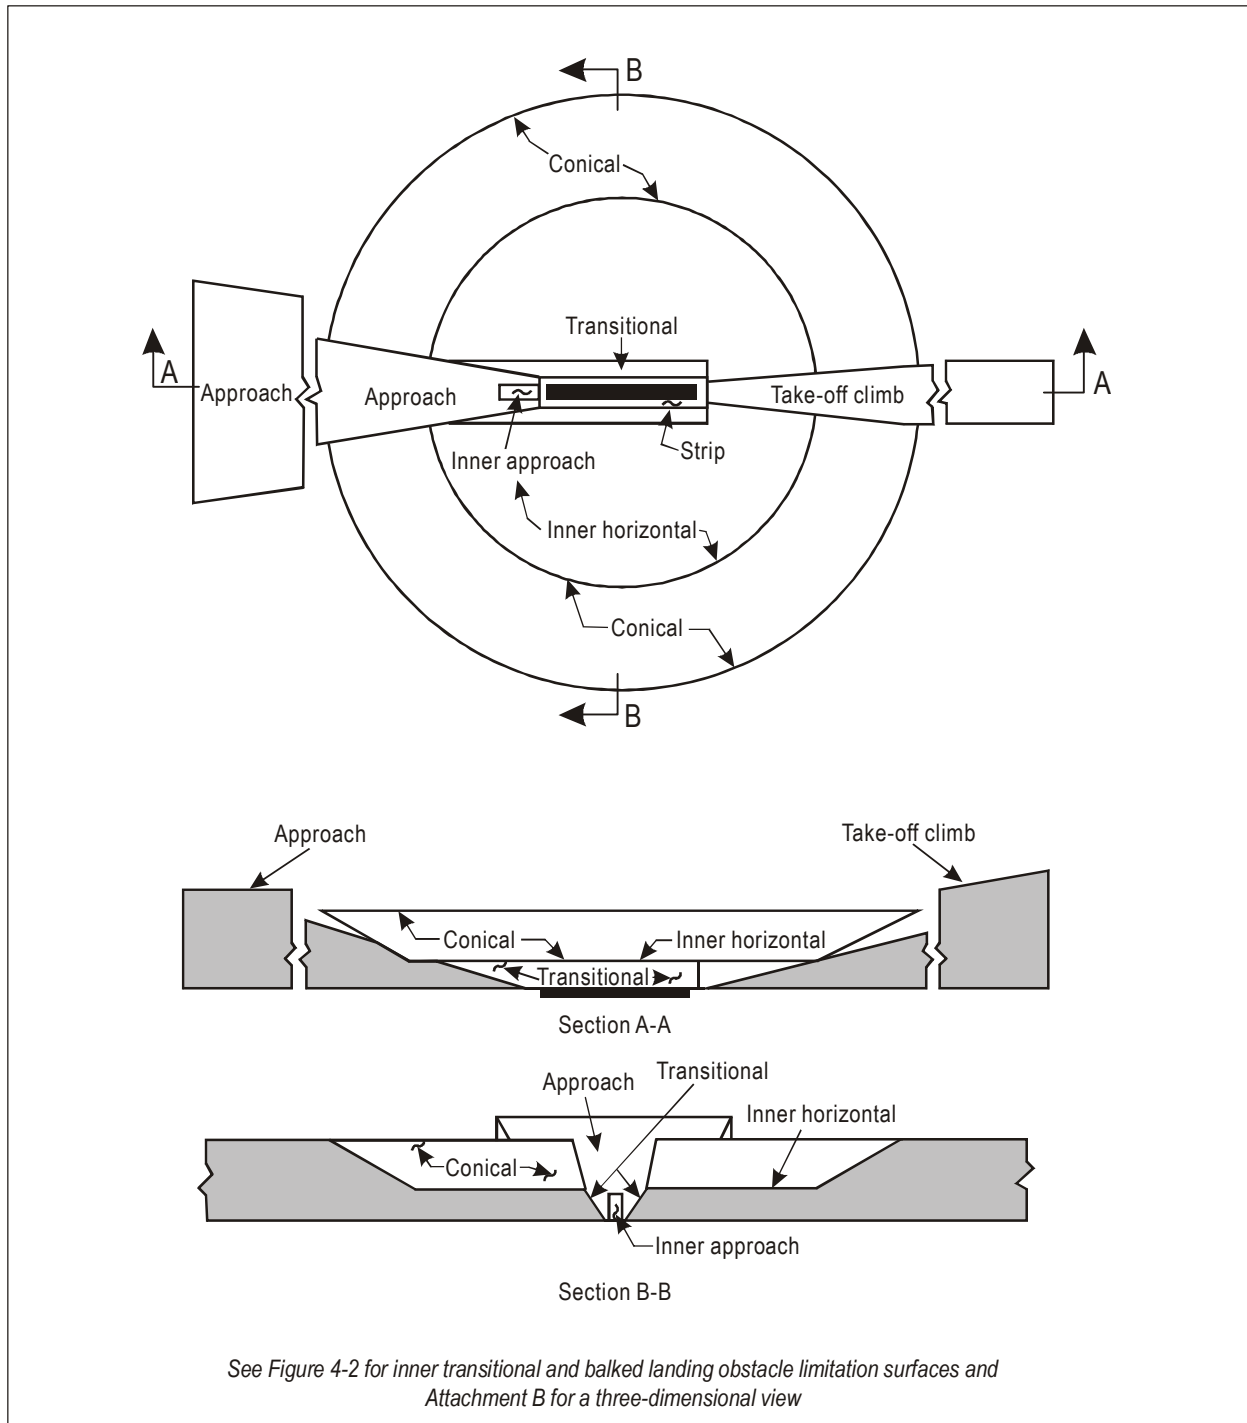 B
Conical
Transitional
A
Approach
Approach
Take-off climb
A
Strip
Inner approach
Inner horizontal
Conical
B
Approach
Take-off climb
Conical
Inner horizontal
Transitional
Section A-A
Transitional
Approach
Inner horizontal
Conical
Inner approach
Section B-B
See Figure 4-2 for inner transitional and balked landing obstacle limitation surfaces and
Attachment B for a three-dimensional view